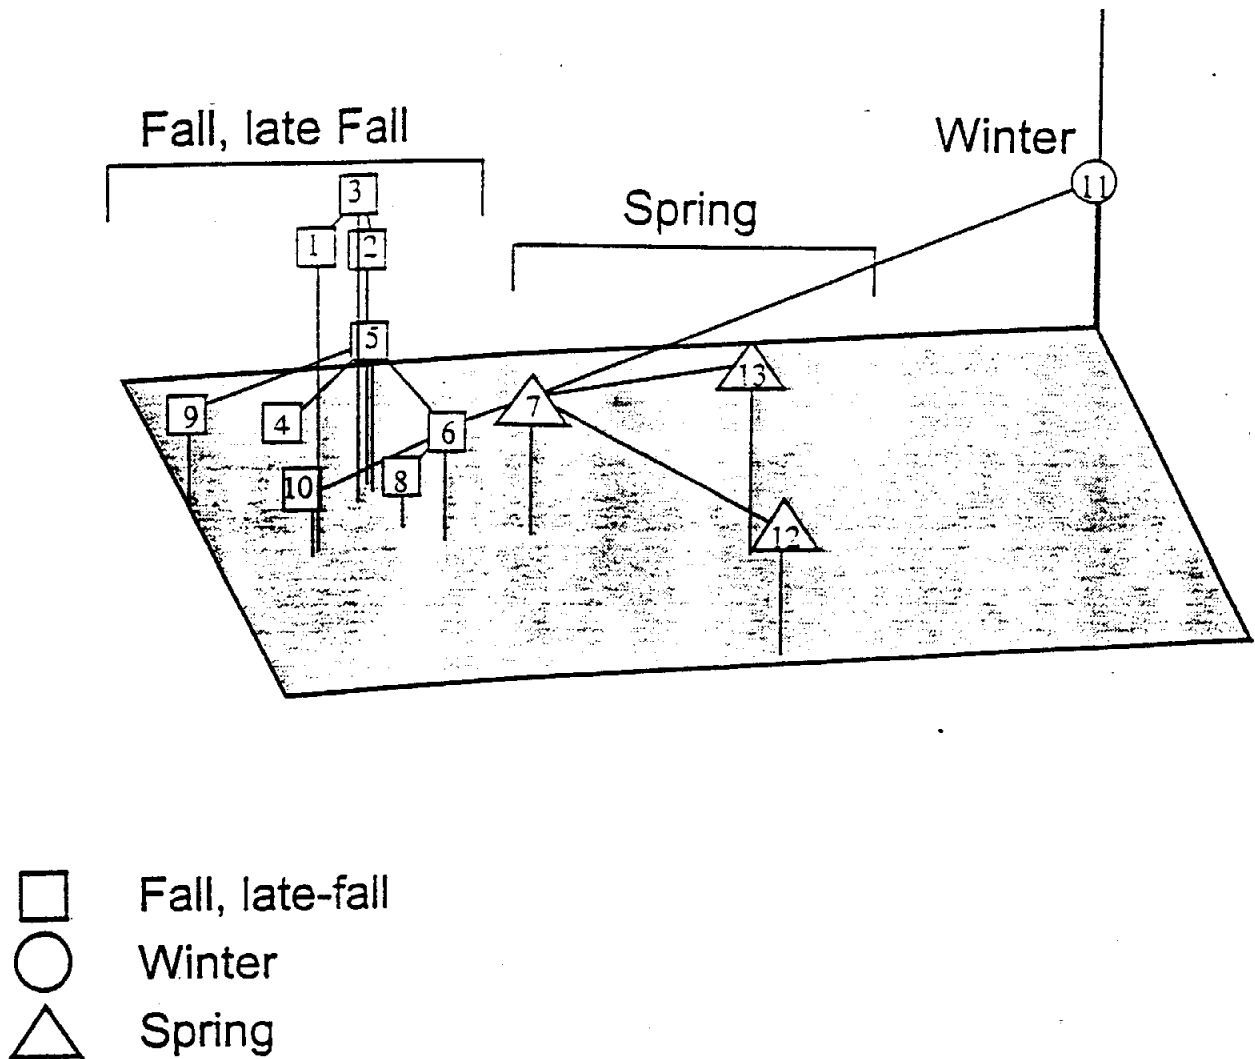 Fall, late Fall
Winter
Spring
3
11
1
2
5
13
9
4
7
6
10
8
12
Fall, late-fall
Winter
Spring